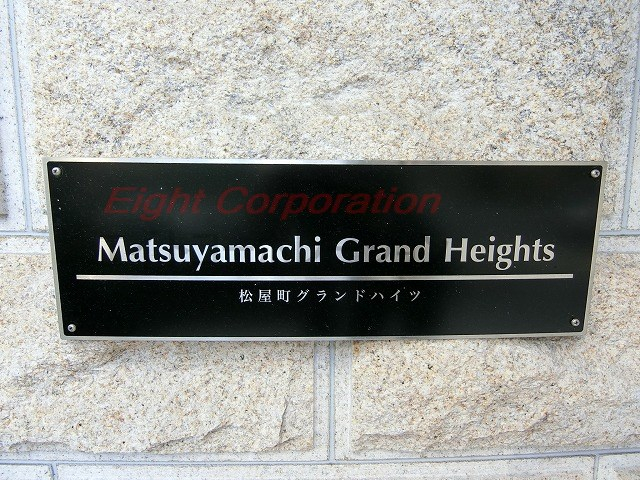 Eight Corporation
Matsuyamachi Grand Heights
松屋町グランドハイツ